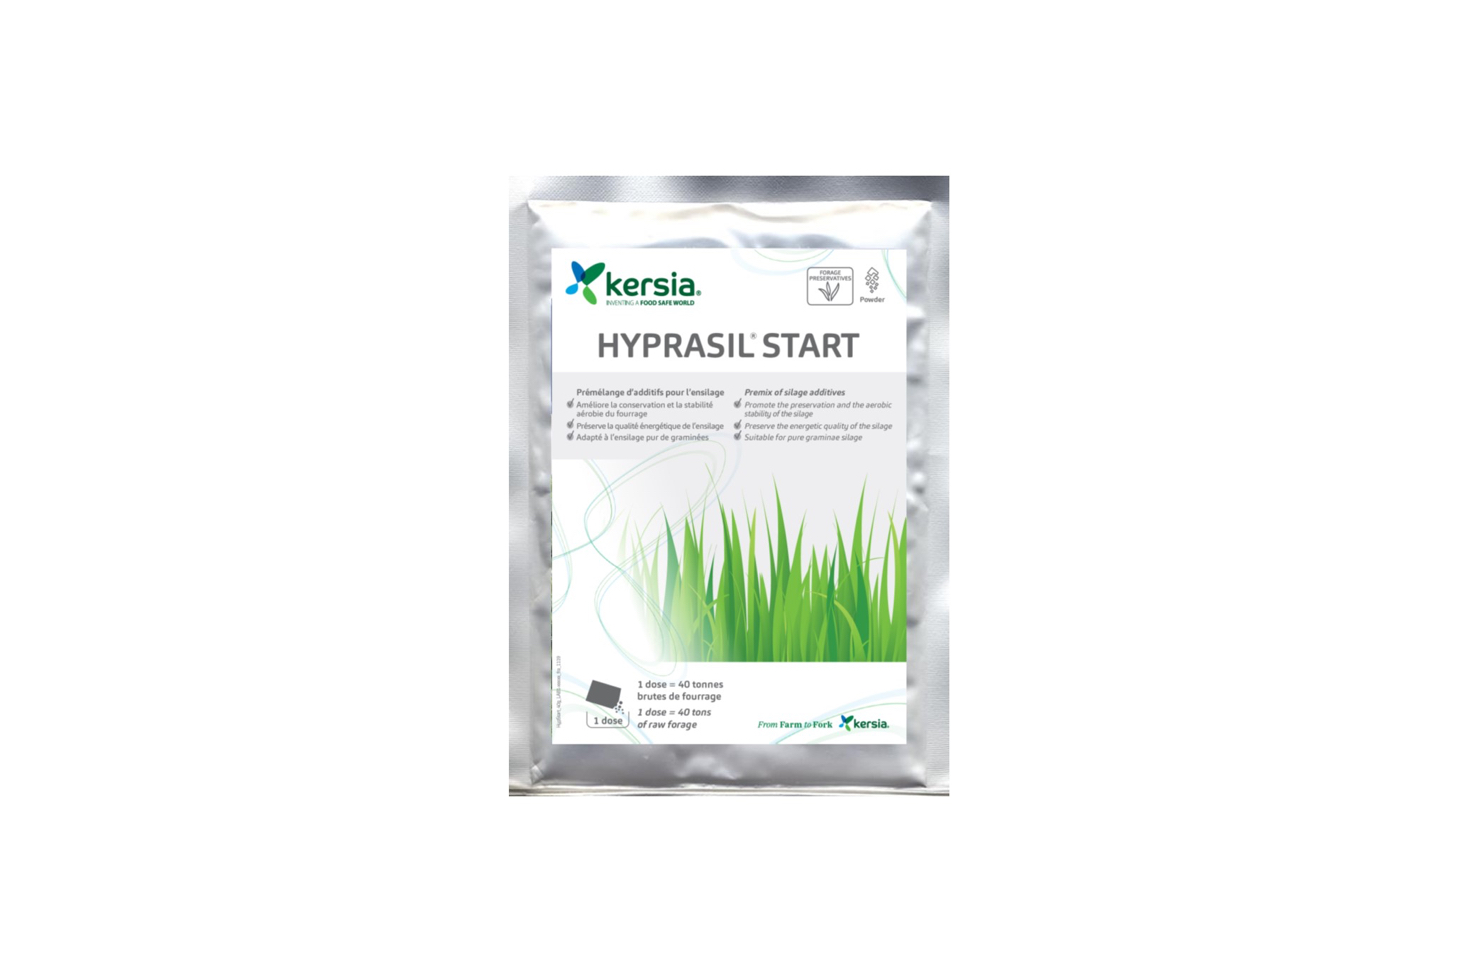 kersia®
INVENTING A FOOD SAFE WORLD
FORAGE
PRESERVATIVES
Powder
HYPRASIL® START
Prémélange d'additifs pour l'ensilage
Améliore la conservation et la stabilité
aérobie du fourrage
Préserve la qualité énergétique de l'ensilage
Adapté à l'ensilage pur de graminées
Premix of silage additives
Promote the preservation and the aerobic
stability of the silage
Preserve the energetic quality of the silage
Suitable for pure graminae silage
1 dose
1 dose = 40 tonnes
brutes de fourrage
1 dose = 40 tons
of raw forage
From Farm to Fork
kersia®